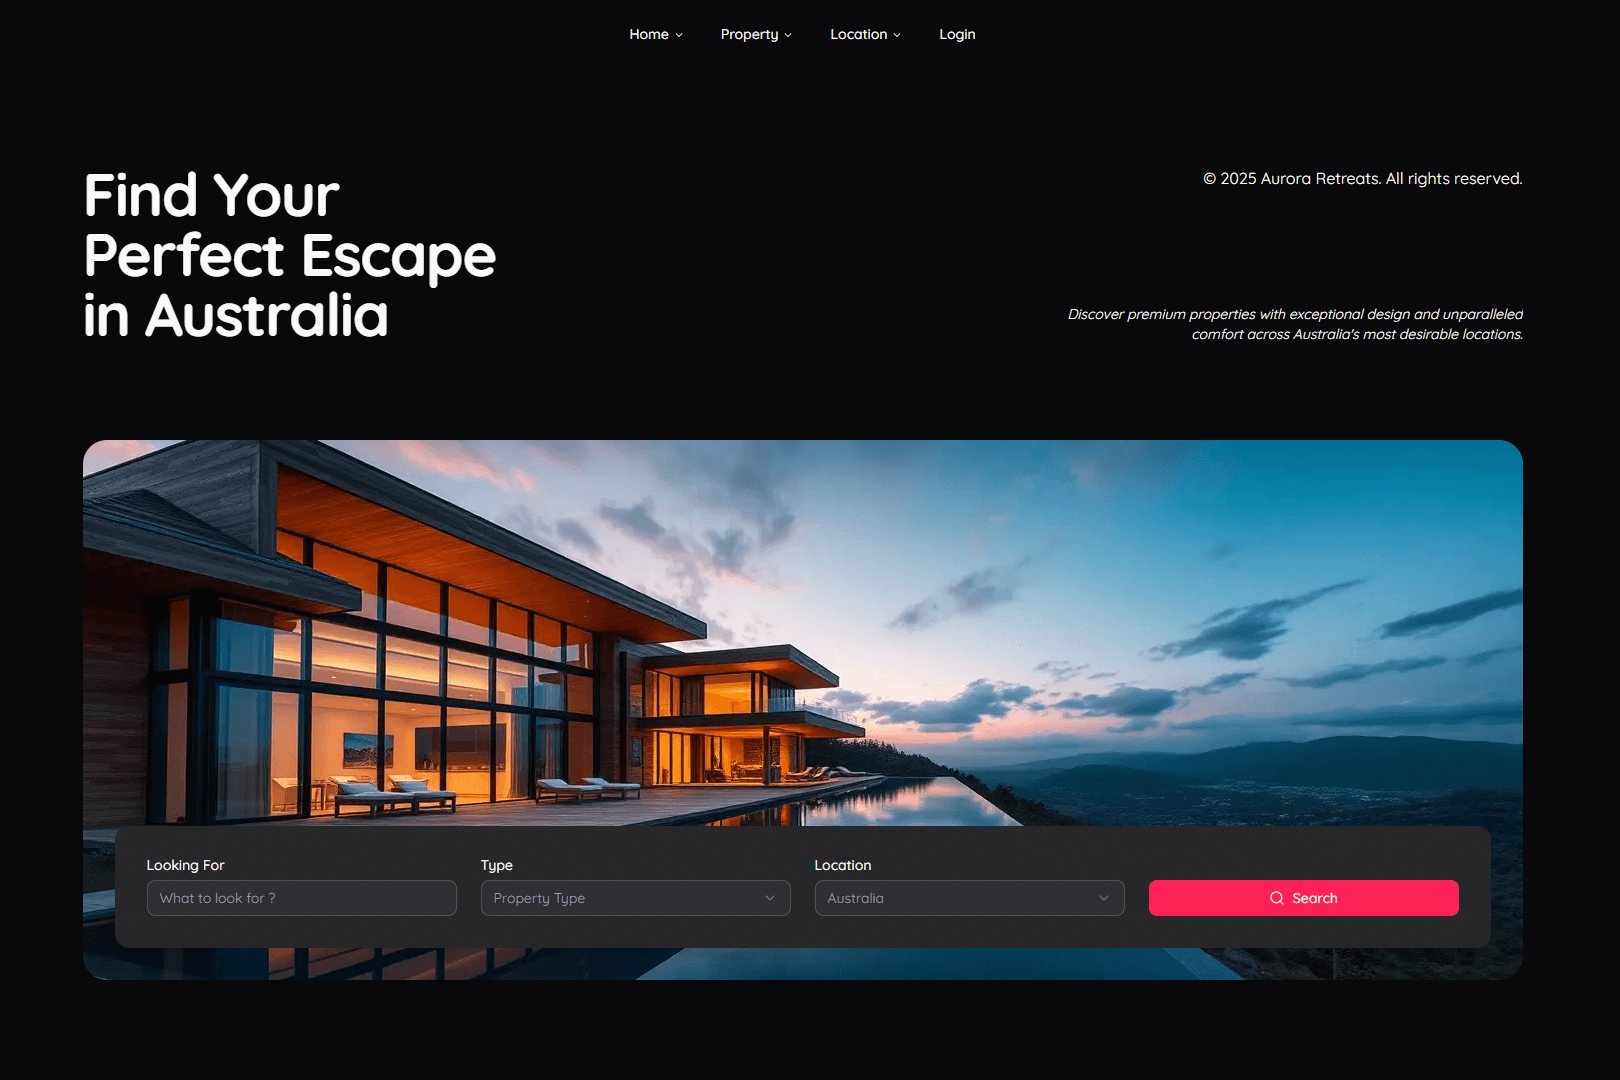 Home
Property
Location
Login
Find Your
Perfect Escape
in Australia
© 2025 Aurora Retreats. All rights reserved.
Discover premium properties with exceptional design and unparalleled
comfort across Australia's most desirable locations.
Looking For
What to look for ?
Type
Property Type
Location
Australia
Search